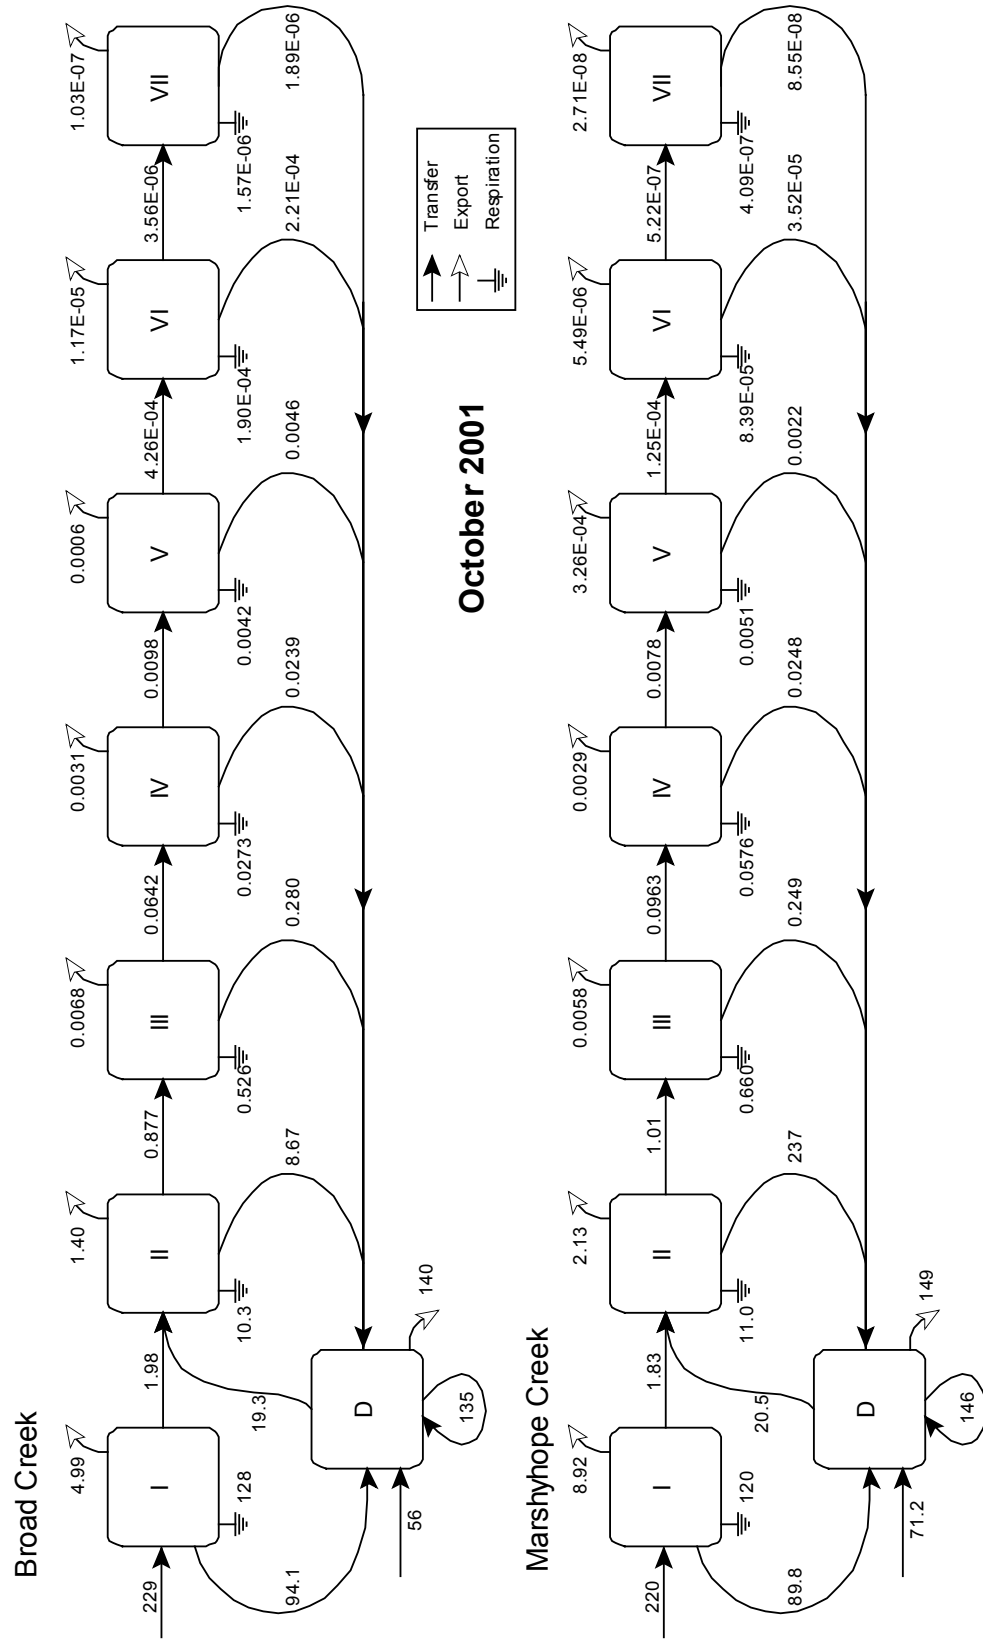 Broad Creek
229
I
4.99
128
94.1
1.98
19.3
II
1.40
10.3
8.67
0.877
III
0.0068
0.526
0.280
0.0642
IV
0.0031
0.0273
0.0239
0.0098
V
0.0006
0.0042
0.0046
4.26E-04
VI
1.17E-05
1.90E-04
2.21E-04
3.56E-06
VII
1.03E-07
1.57E-06
1.89E-06
D
56
135
140
October 2001
Transfer
Export
Respiration
Marshyhope Creek
220
I
8.92
120
89.8
1.83
20.5
II
2.13
11.0
237
1.01
III
0.0058
0.660
0.249
0.0963
IV
0.0029
0.0576
0.0248
0.0078
V
3.26E-04
0.0051
0.0022
1.25E-04
VI
5.49E-06
8.39E-05
3.52E-05
5.22E-07
VII
2.71E-08
4.09E-07
8.55E-08
D
71.2
146
149